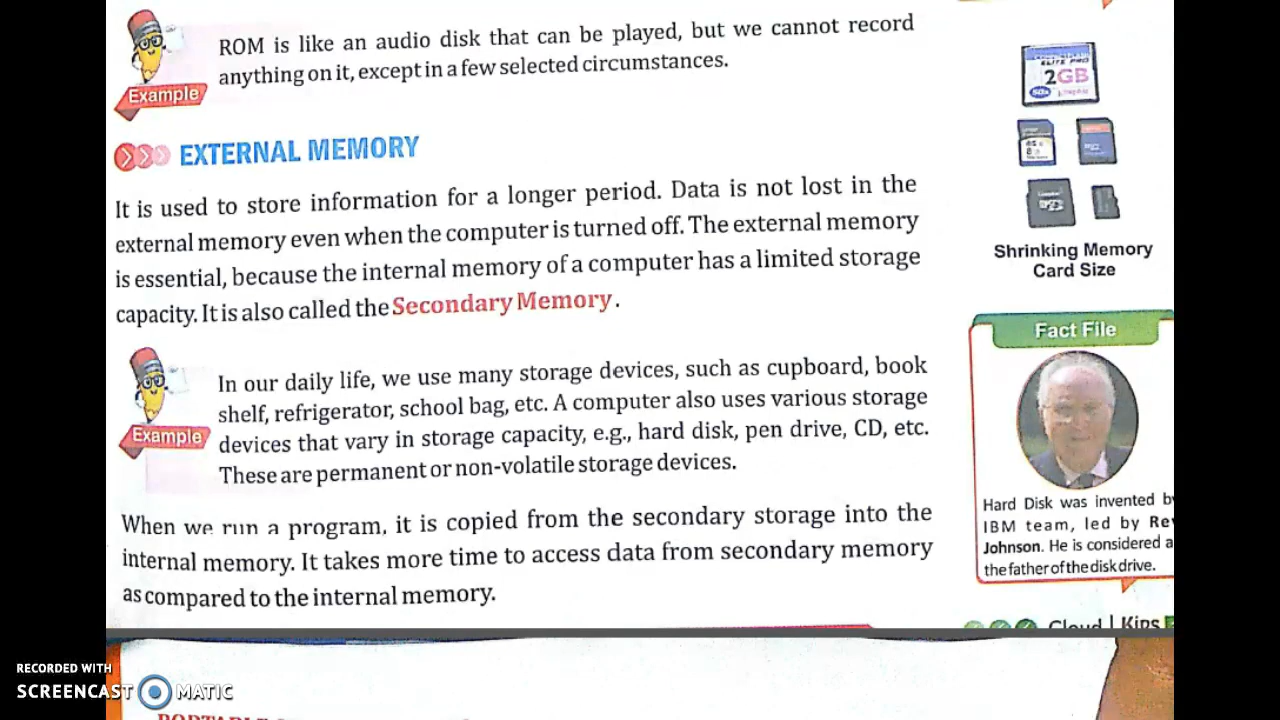 ROM is like an audio disk that can be played, but we cannot record
anything on it, except in a few selected circumstances.
Example
EXTERNAL MEMORY
It is used to store information for a longer period. Data is not lost in the
external memory even when the computer is turned off. The external memory
is essential, because the internal memory of a computer has a limited storage
capacity. It is also called the Secondary Memory.
In our daily life, we use many storage devices, such as cupboard, book
shelf, refrigerator, school bag, etc. A computer also uses various storage
Example
devices that vary in storage capacity, e.g., hard disk, pen drive, CD, etc.
These are permanent or non-volatile storage devices.
When we run a program, it is copied from the secondary storage into the
internal memory. It takes more time to access data from secondary memory
as compared to the internal memory.
ELITE PRO
2GB
50x
Shrinking Memory
Card Size
Fact File
Hard Disk was invented by
IBM team, led by Re
Johnson. He is considered a
the father of the disk drive.
Cloud | Kips
RECORDED WITH
SCREENCAST MATIC